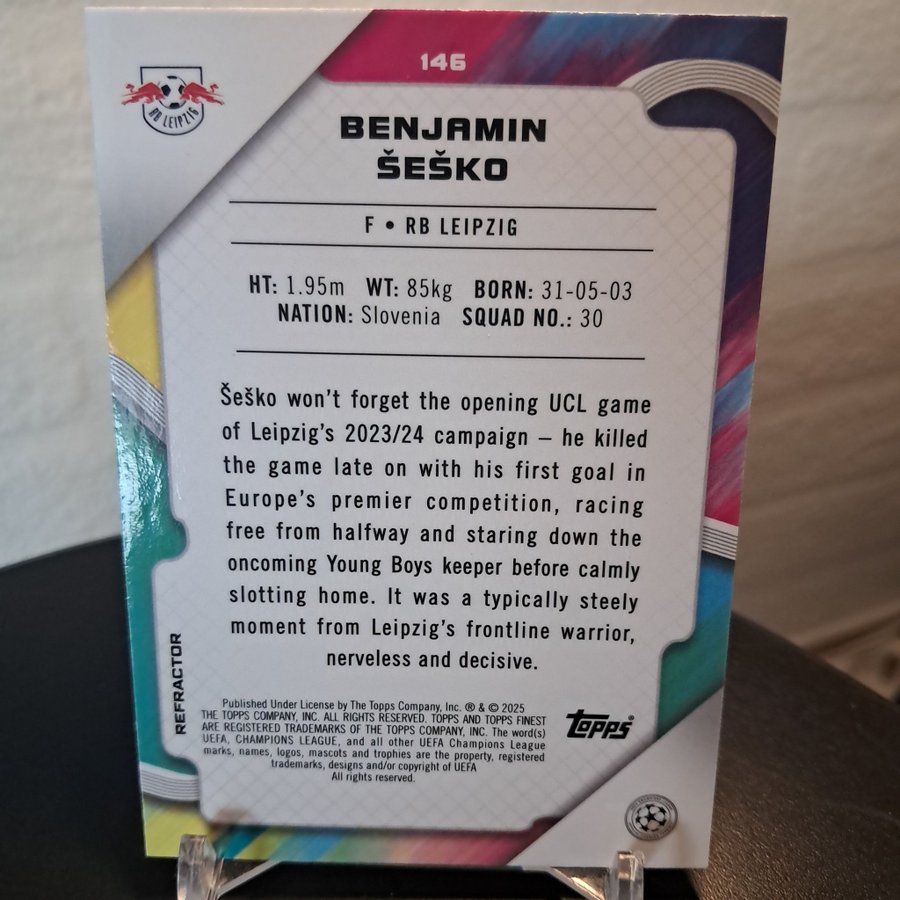 146
RB LEIPZIG
BENJAMIN
ŠEŠKO
F • RB LEIPZIG
HT: 1.95m WT: 85kg BORN: 31-05-03
NATION: Slovenia SQUAD NO.: 30
Šeško won't forget the opening UCL game
of Leipzig's 2023/24 campaign – he killed
the game late on with his first goal in
Europe's premier competition, racing
free from halfway and staring down the
oncoming Young Boys keeper before calmly
slotting home. It was a typically steely
moment from Leipzig's frontline warrior,
nerveless and decisive.
REFRACTOR
Published Under License by The Topps Company, Inc. ® & © 2025
THE TOPPS COMPANY, INC. ALL RIGHTS RESERVED. TOPPS AND TOPPS FINEST
ARE REGISTERED TRADEMARKS OF THE TOPPS COMPANY, INC. The word(s)
UEFA, CHAMPIONS LEAGUE, and all other UEFA Champions League
marks, names, logos, mascots and trophies are the property, registered
trademarks, designs and/or copyright of UEFA
All rights reserved.
topps®